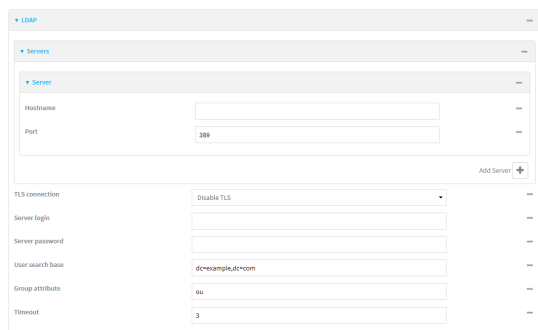 LDAP
Servers
Server
Hostname
Port
389
Add Server
TLS connection
Disable TLS
Server login
Server password
User search base
dc=example,dc=com
Group attribute
ou
Timeout
3